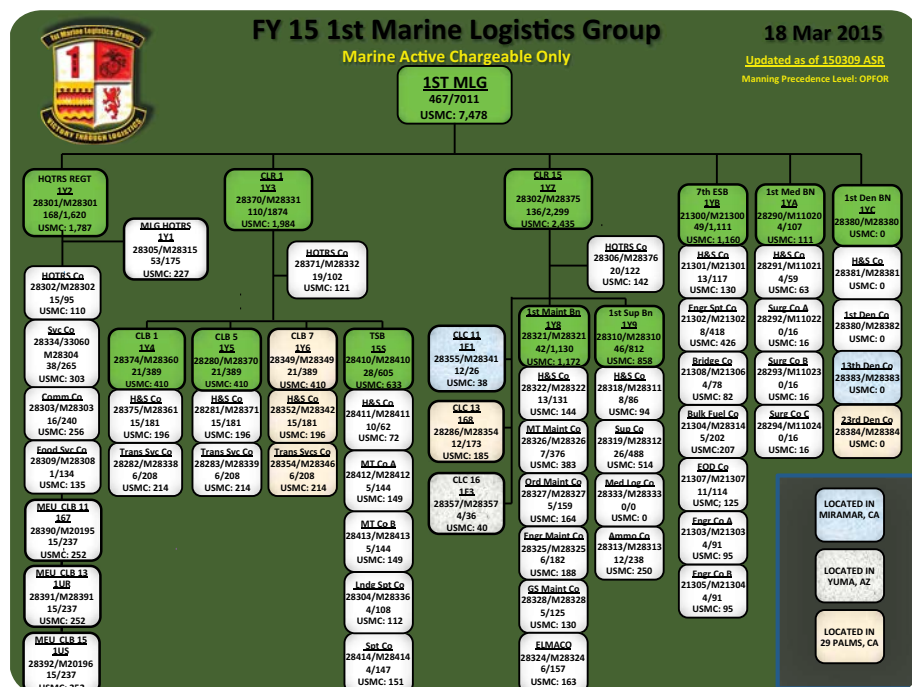 1st Marine Logistics Group
1
VICTORY THROUGH LOGISTICS
FY 15 1st Marine Logistics Group
Marine Active Chargeable Only
18 Mar 2015
Updated as of 150309 ASR
Manning Precedence Level: OPFOR
1ST MLG
467/7011
USMC: 7,478
HQTRS REGT
1Y2
28301/M28301
168/1,620
USMC: 1,787
MLG HQTRS
1Y1
28305/M28315
53/175
USMC: 227
HQTRS Co
28302/M28302
15/95
USMC: 110
Svc Co
28334/33060
M28304
38/265
USMC: 303
Comm Co
28303/M28303
16/240
USMC: 256
Food Svc Co
28309/M28308
1/134
USMC: 135
MEU CLB 11
167
28390/M20195
15/237
USMC: 252
MEU CLB 13
1UR
28391/M28391
15/237
USMC: 252
MEU CLB 15
1US
28392/M20196
15/237
USMC: 252
CLR 1
1Y3
28370/M28331
110/1874
USMC: 1,984
HQTRS Co
28371/M28332
19/102
USMC: 121
CLB 1
1Y4
28374/M28360
21/389
USMC: 410
H&S Co
28375/M28361
15/181
USMC: 196
Trans Svc Co
28282/M28338
6/208
USMC: 214
CLB 5
1Y5
28280/M28370
21/389
USMC: 410
H&S Co
28281/M28371
15/181
USMC: 196
Trans Svc Co
28283/M28339
6/208
USMC: 214
CLB 7
1Y6
28349/M28349
21/389
USMC: 410
H&S Co
28352/M28342
15/181
USMC: 196
Trans Svcs Co
28354/M28346
6/208
USMC: 214
TSB
1SS
28410/M28410
28/605
USMC: 633
H&S Co
28411/M28411
10/62
USMC: 72
MT Co A
28412/M28412
5/144
USMC: 149
MT Co B
28413/M28413
5/144
USMC: 149
Lndg Spt Co
28304/M28336
4/108
USMC: 112
Spt Co
28414/M28414
4/147
USMC: 151
CLR 15
1Y7
28302/M28375
136/2,299
USMC: 2,435
HQTRS Co
28306/M28376
20/122
USMC: 142
CLC 11
1E1
28355/M28341
12/26
USMC: 38
CLC 13
16R
28286/M28354
12/173
USMC: 185
CLC 16
1E3
28357/M28357
4/36
USMC: 40
1st Maint Bn
1Y8
28321/M28321
42/1,130
USMC: 1,172
H&S Co
28322/M28322
13/131
USMC: 144
MT Maint Co
28326/M28326
7/376
USMC: 383
Ord Maint Co
28327/M28327
5/159
USMC: 164
Engr Maint Co
28325/M28325
6/182
USMC: 188
GS Maint Co
28328/M28328
5/125
USMC: 130
ELMACO
28324/M28324
6/157
USMC: 163
1st Sup Bn
1Y9
28310/M28310
46/812
USMC: 858
H&S Co
28318/M28311
8/86
USMC: 94
Sup Co
28319/M28312
26/488
USMC: 514
Med Log Co
28333/M28333
0/0
USMC: 0
Ammo Co
28313/M28313
12/238
USMC: 250
7th ESB
1YB
21300/M21300
49/1,111
USMC: 1,160
H&S Co
21301/M21301
13/117
USMC: 130
Engr Spt Co
21302/M21302
8/418
USMC: 426
Bridge Co
21308/M21306
4/78
USMC: 82
Bulk Fuel Co
21304/M28314
5/202
USMC:207
EOD Co
21307/M21307
11/114
USMC; 125
Engr Co A
21303/M21303
4/91
USMC: 95
Engr Co B
21305/M21304
4/91
USMC: 95
1st Med BN
1YA
28290/M11020
4/107
USMC: 111
H&S Co
28291/M11021
4/59
USMC: 63
Surg Co A
28292/M11022
0/16
USMC: 16
Surg Co B
28293/M11023
0/16
USMC: 16
Surg Co C
28294/M11024
0/16
USMC: 16
1st Den BN
1YC
28380/M28380
USMC: 0
H&S Co
28381/M28381
USMC: 0
1st Den Co
28380/M28382
USMC: 0
13th Den Co
28383/M28383
USMC: 0
23rd Den Co
28384/M28384
USMC: 0
LOCATED IN
MIRAMAR, CA
LOCATED IN
YUMA, AZ
LOCATED IN
29 PALMS, CA